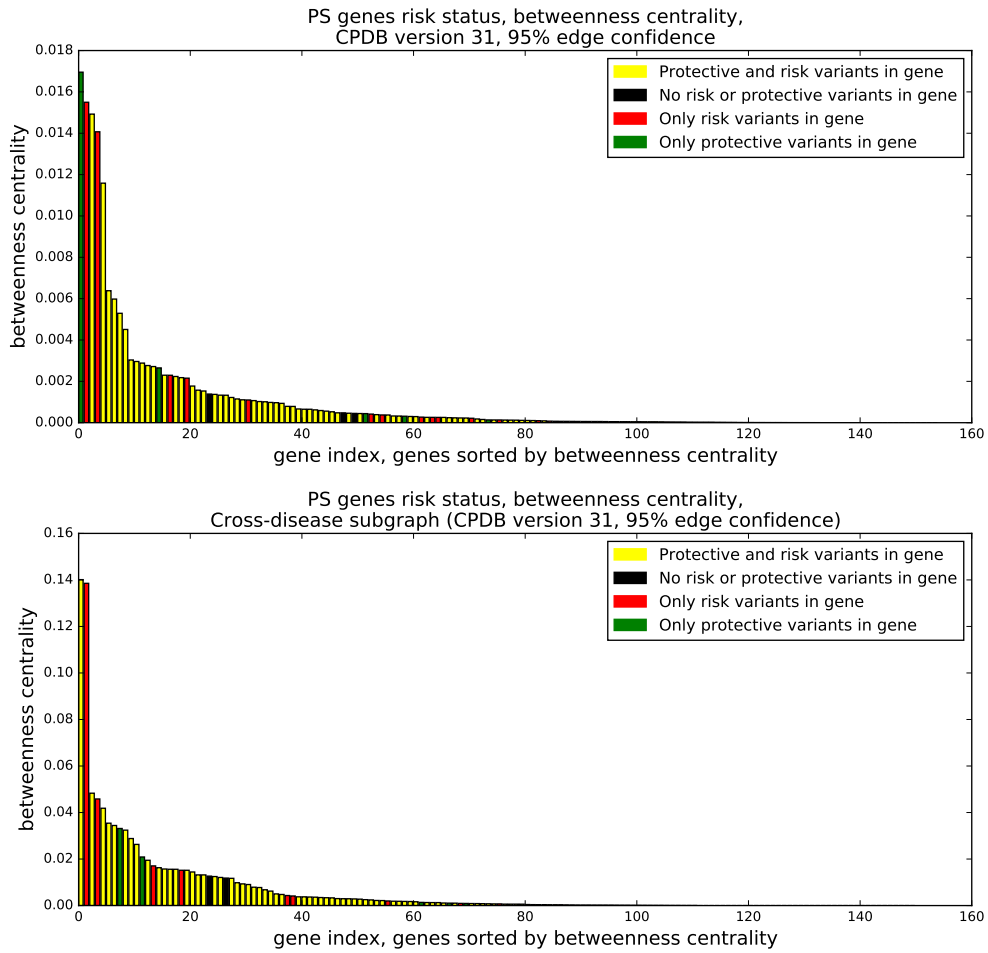 PS genes risk status, betweenness centrality,
CPDB version 31, 95% edge confidence
0.018
0.016
0.014
0.012
0.010
0.008
0.006
0.004
0.002
0.000
betweenness centrality
Protective and risk variants in gene
No risk or protective variants in gene
Only risk variants in gene
Only protective variants in gene
0 20 40 60 80 100 120 140 160
gene index, genes sorted by betweenness centrality
PS genes risk status, betweenness centrality,
Cross-disease subgraph (CPDB version 31, 95% edge confidence)
0.16
0.14
0.12
0.10
0.08
0.06
0.04
0.02
0.00
betweenness centrality
Protective and risk variants in gene
No risk or protective variants in gene
Only risk variants in gene
Only protective variants in gene
0 20 40 60 80 100 120 140 160
gene index, genes sorted by betweenness centrality